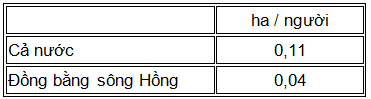 ha / người
Cả nước 0,11
Đồng bằng sông Hồng 0,04